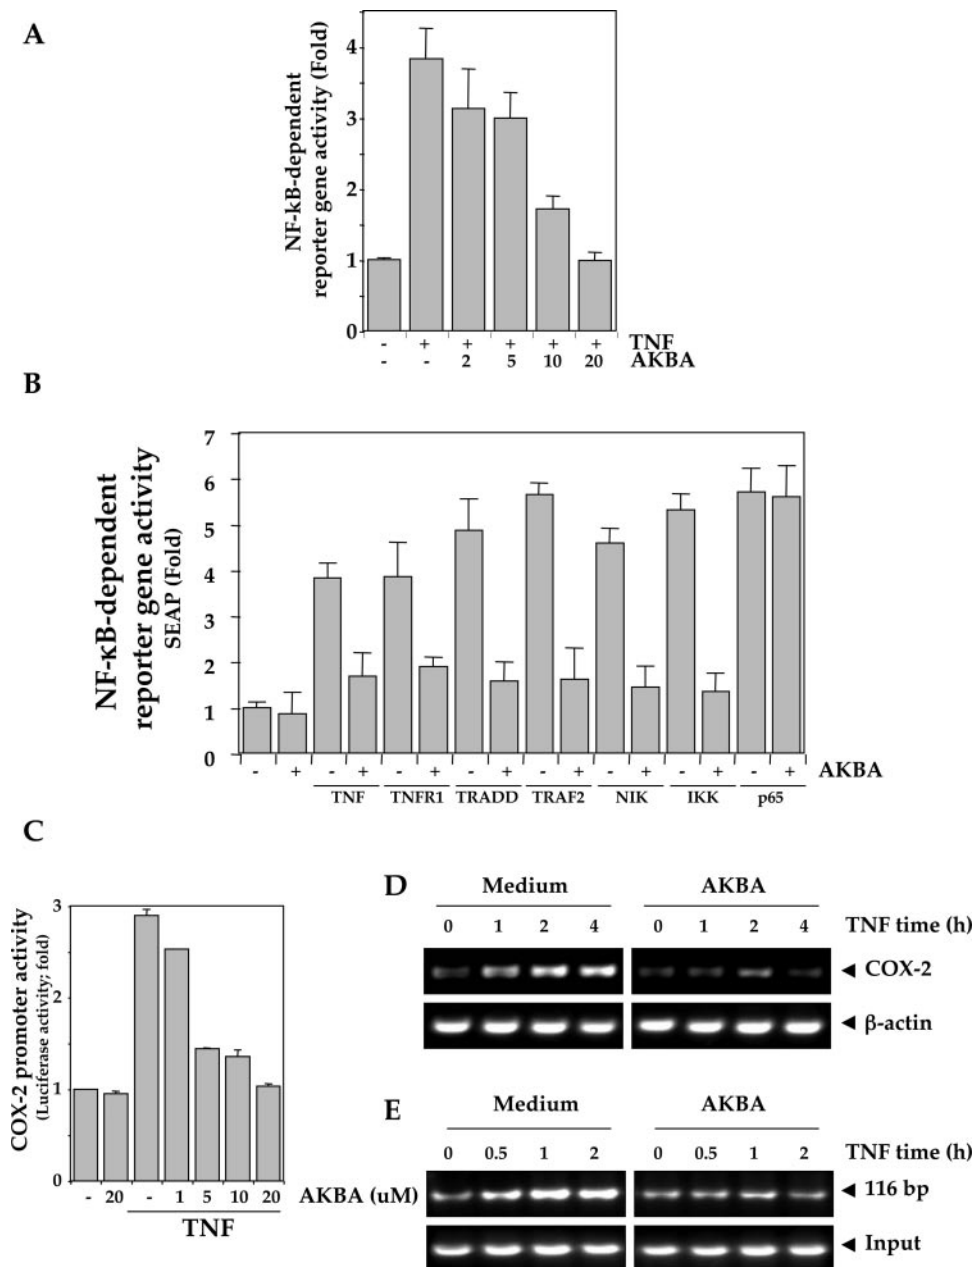 A
NF-kB-dependent
reporter gene activity (Fold)
4
3
2
1
0
- + + + + + TNF
- - 2 5 10 20 AKBA
B
NF-κB-dependent
reporter gene activity
SEAP (Fold)
7
6
5
4
3
2
1
0
- + - + - + - + - + - + - + - + AKBA
TNF TNFR1 TRADD TRAF2 NIK IKK p65
C
COX-2 promoter activity
(Luciferase activity; fold)
3
2
1
0
- 20 - 1 5 10 20 AKBA (uM)
TNF
D
Medium AKBA
0 1 2 4 0 1 2 4 TNF time (h)
◄ COX-2
◄ β-actin
E
Medium AKBA
0 0.5 1 2 0 0.5 1 2 TNF time (h)
◄ 116 bp
◄ Input